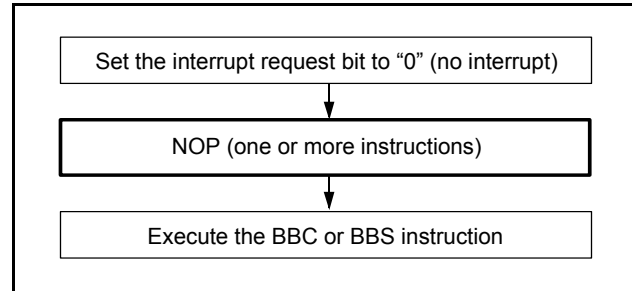 Set the interrupt request bit to “0” (no interrupt)
NOP (one or more instructions)
Execute the BBC or BBS instruction